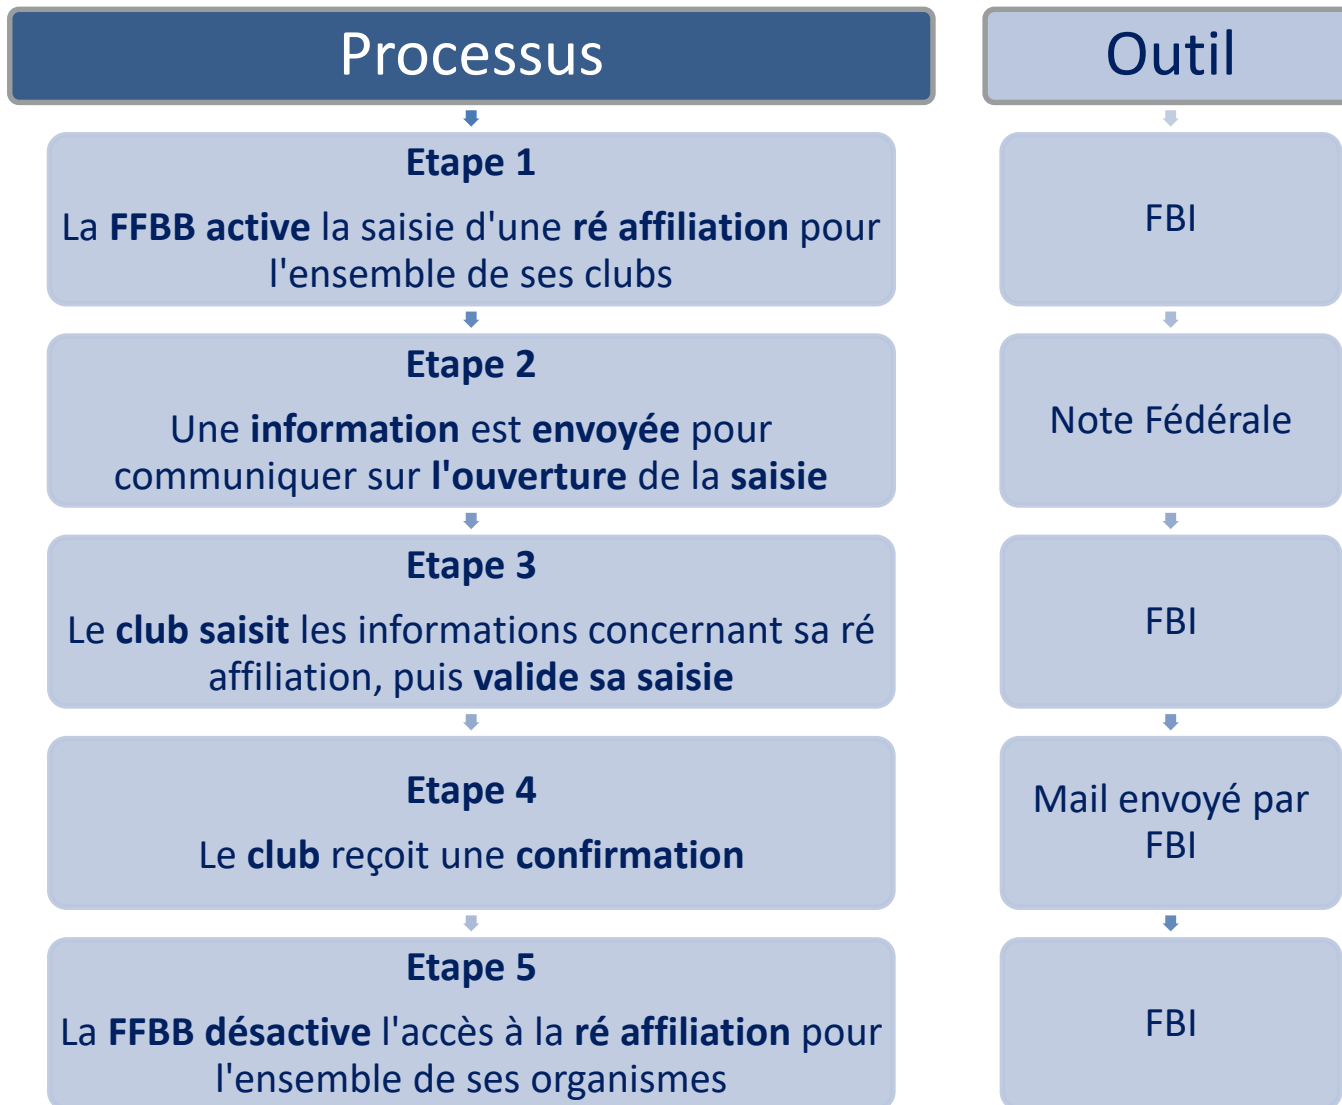 Processus
Outil
Etape 1
La FFBB active la saisie d'une ré affiliation pour
l'ensemble de ses clubs
FBI
Etape 2
Une information est envoyée pour
communiquer sur l'ouverture de la saisie
Note Fédérale
Etape 3
Le club saisit les informations concernant sa ré
affiliation, puis valide sa saisie
FBI
Etape 4
Le club reçoit une confirmation
Mail envoyé par
FBI
Etape 5
La FFBB désactive l'accès à la ré affiliation pour
l'ensemble de ses organismes
FBI